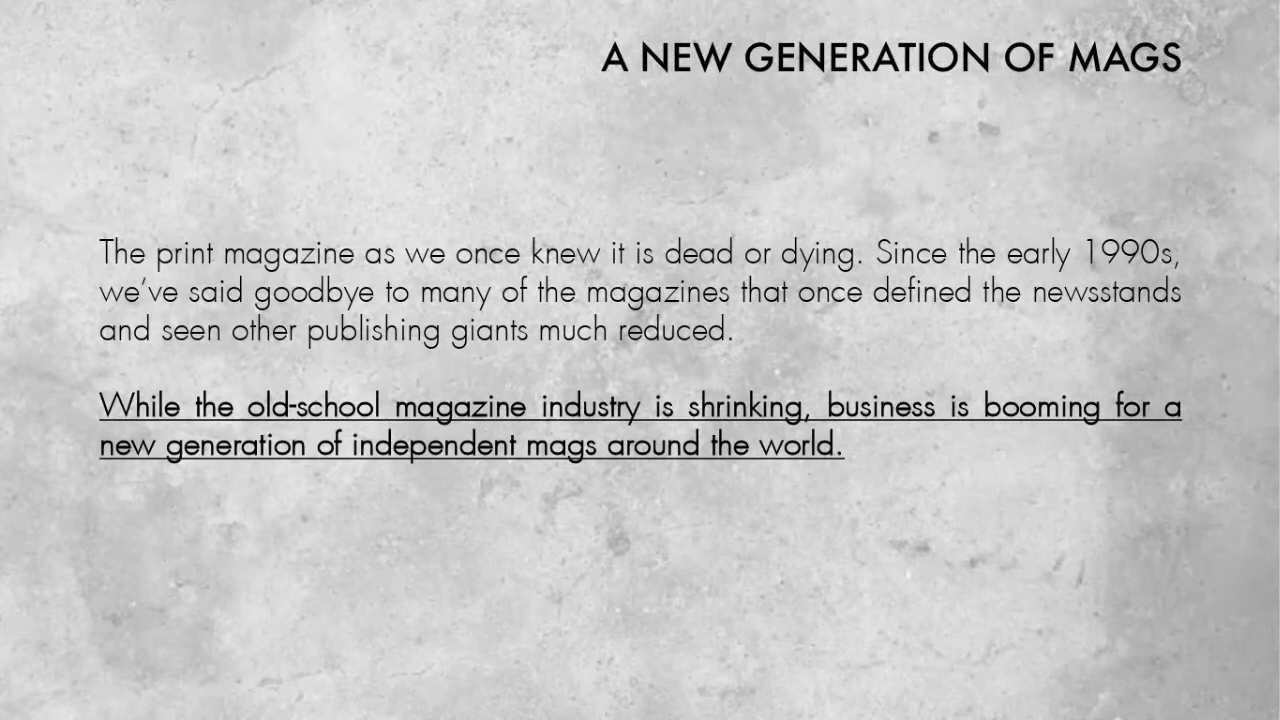 A NEW GENERATION OF MAGS
The print magazine as we once knew it is dead or dying. Since the early 1990s,
we’ve said goodbye to many of the magazines that once defined the newsstands
and seen other publishing giants much reduced.
While the old-school magazine industry is shrinking, business is booming for a
new generation of independent mags around the world.